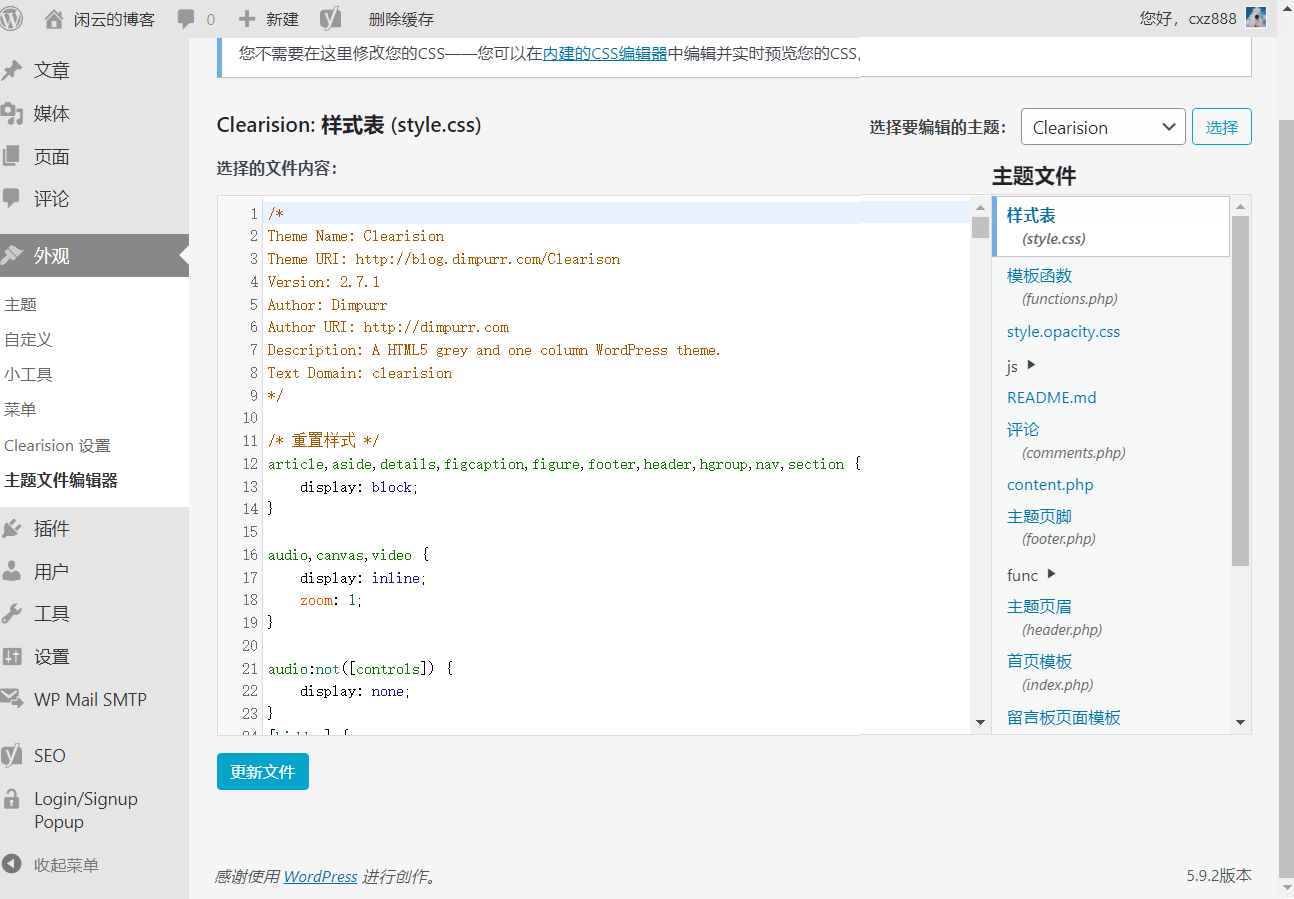 闲云的博客 0 新建 删除缓存 您好，cxz888
您不需要在这里修改您的CSS——您可以在内建的CSS编辑器中编辑并实时预览您的CSS。
文章
媒体
页面
评论
外观
主题
自定义
小工具
菜单
Clearision 设置
主题文件编辑器
插件
用户
工具
设置
WP Mail SMTP
SEO
Login/Signup
Popup
收起菜单
Clearision: 样式表 (style.css)
选择要编辑的主题： Clearision 选择
选择的文件内容：
1 /*
2 Theme Name: Clearision
3 Theme URI: http://blog.dimpurr.com/Clearison
4 Version: 2.7.1
5 Author: Dimpurr
6 Author URI: http://dimpurr.com
7 Description: A HTML5 grey and one column WordPress theme.
8 Text Domain: clearision
9 */
10
11 /* 重置样式 */
12 article,aside,details,figcaption,figure,footer,header,hgroup,nav,section {
13 display: block;
14 }
15
16 audio,canvas,video {
17 display: inline;
18 zoom: 1;
19 }
20
21 audio:not([controls]) {
22 display: none;
23 }
主题文件
样式表
(style.css)
模板函数
(functions.php)
style.opacity.css
js
README.md
评论
(comments.php)
content.php
主题页脚
(footer.php)
func
主题页眉
(header.php)
首页模板
(index.php)
留言板页面模板
更新文件
感谢使用 WordPress 进行创作。
5.9.2版本